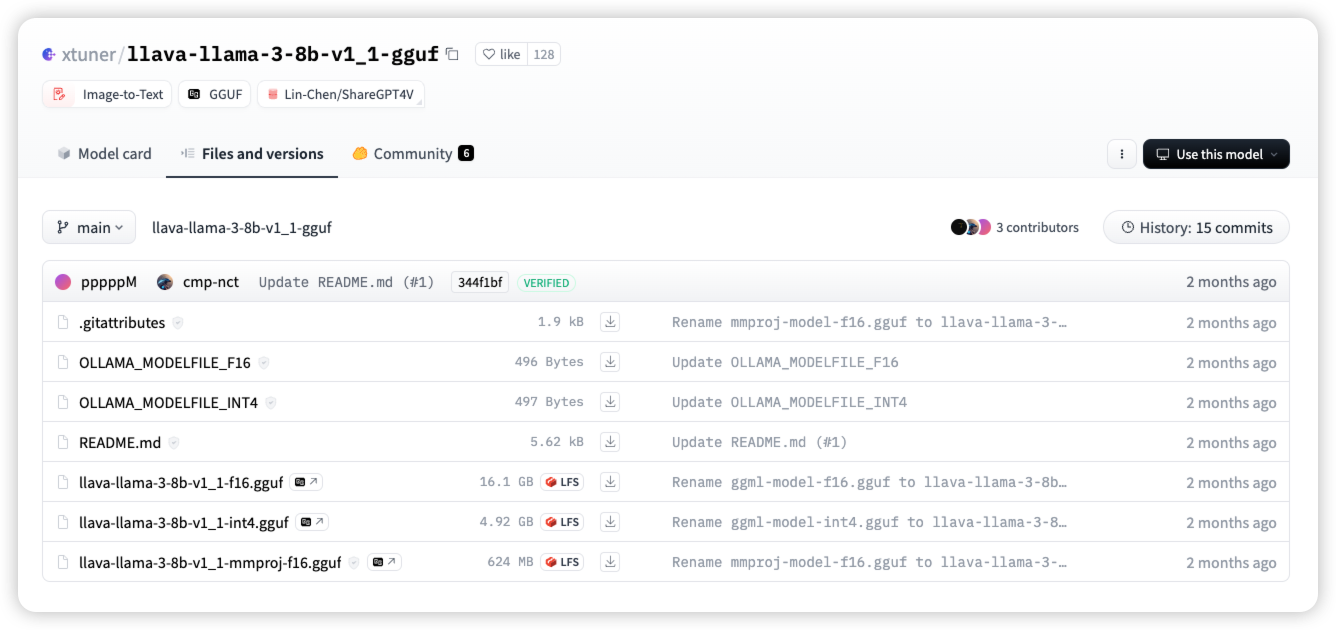 xtuner/llava-llama-3-8b-v1_1-gguf like 128
Image-to-Text GGUF Lin-Chen/ShareGPT4V
Model card Files and versions Community 6 Use this model
main llava-llama-3-8b-v1_1-gguf 3 contributors History: 15 commits
pppppM cmp-nct Update README.md (#1) 344f1bf VERIFIED 2 months ago
.gitattributes 1.9 kB Rename mmproj-model-f16.gguf to llava-llama-3-… 2 months ago
OLLAMA_MODELFILE_F16 496 Bytes Update OLLAMA_MODELFILE_F16 2 months ago
OLLAMA_MODELFILE_INT4 497 Bytes Update OLLAMA_MODELFILE_INT4 2 months ago
README.md 5.62 kB Update README.md (#1) 2 months ago
llava-llama-3-8b-v1_1-f16.gguf 16.1 GB LFS Rename ggml-model-f16.gguf to llava-llama-3-8b… 2 months ago
llava-llama-3-8b-v1_1-int4.gguf 4.92 GB LFS Rename ggml-model-int4.gguf to llava-llama-3-8… 2 months ago
llava-llama-3-8b-v1_1-mmproj-f16.gguf 624 MB LFS Rename mmproj-model-f16.gguf to llava-llama-3-… 2 months ago